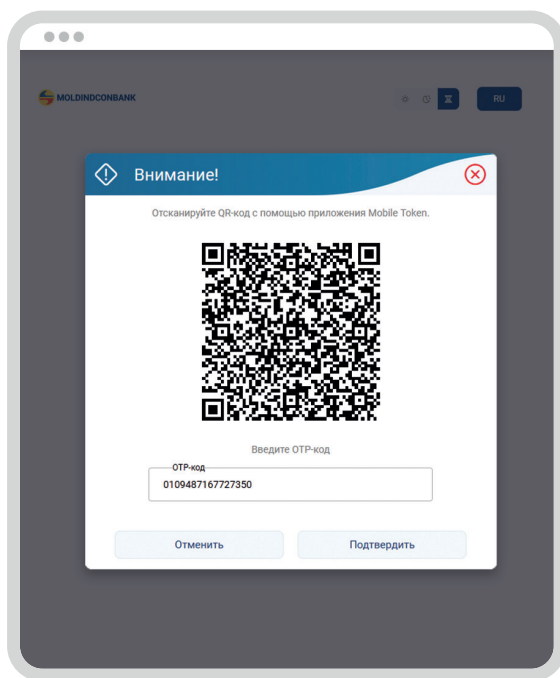 MOLDINDCONBANK
RU
Внимание!
Отсканируйте QR-код с помощью приложения Mobile Token.
Введите OTP-код
OTP-код
0109487167727350
Отменить
Подтвердить